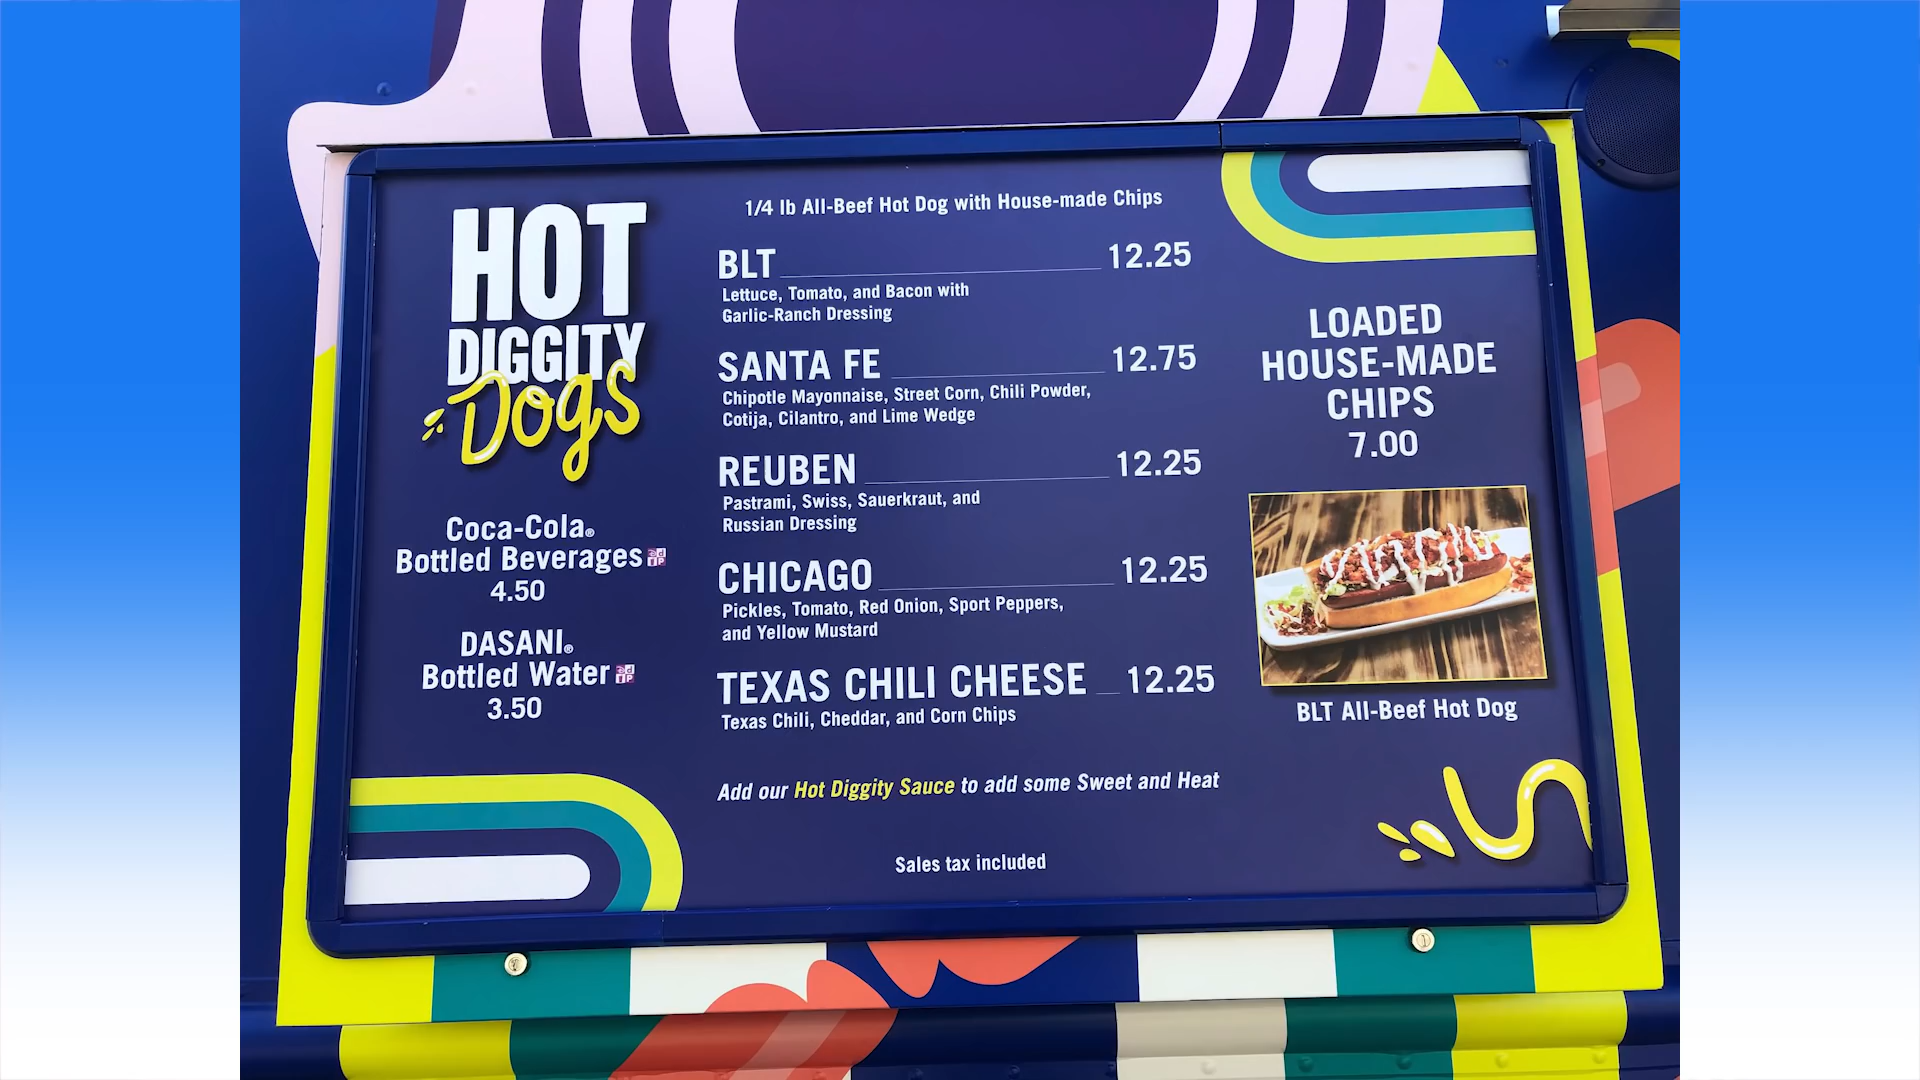 HOT
DIGGITY
Dogs
Coca-Cola®
Bottled Beverages
4.50
DASANI®
Bottled Water
3.50
1/4 lb All-Beef Hot Dog with House-made Chips
BLT 12.25
Lettuce, Tomato, and Bacon with
Garlic-Ranch Dressing
SANTA FE 12.75
Chipotle Mayonnaise, Street Corn, Chili Powder,
Cotija, Cilantro, and Lime Wedge
REUBEN 12.25
Pastrami, Swiss, Sauerkraut, and
Russian Dressing
CHICAGO 12.25
Pickles, Tomato, Red Onion, Sport Peppers,
and Yellow Mustard
TEXAS CHILI CHEESE 12.25
Texas Chili, Cheddar, and Corn Chips
Add our Hot Diggity Sauce to add some Sweet and Heat
Sales tax included
LOADED
HOUSE-MADE
CHIPS
7.00
BLT All-Beef Hot Dog